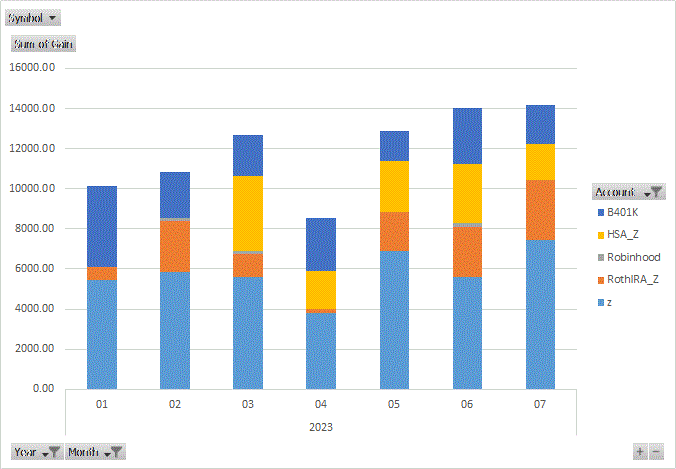 Symbol
Sum of Gain
16000.00
14000.00
12000.00
10000.00
8000.00
6000.00
4000.00
2000.00
0.00
01 02 03 04 05 06 07
2023
Account
B401K
HSA_Z
Robinhood
RothIRA_Z
z
Year Month
+ −